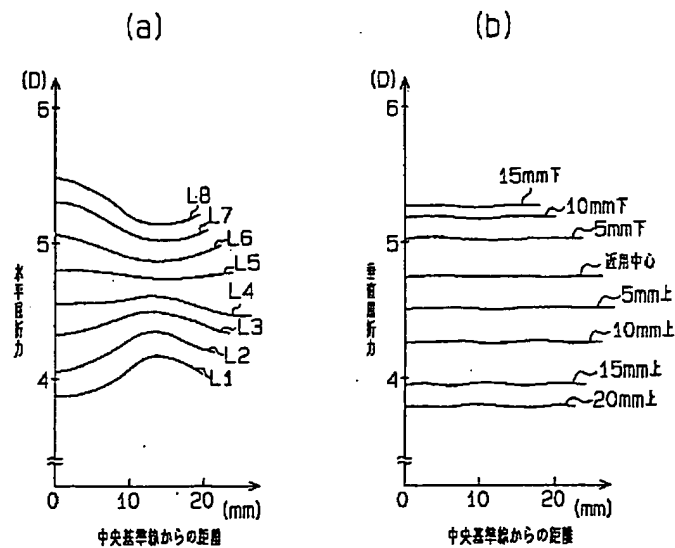 (a)
(D)
6
5
4
L8
L7
L6
L5
L4
L3
L2
L1
水平屈折力
0
10
20
(mm)
中央基準線からの距離
(b)
(D)
6
5
4
15mm下
10mm下
5mm下
近用中心
5mm上
10mm上
15mm上
20mm上
垂直屈折力
0
10
20
(mm)
中央基準線からの距離